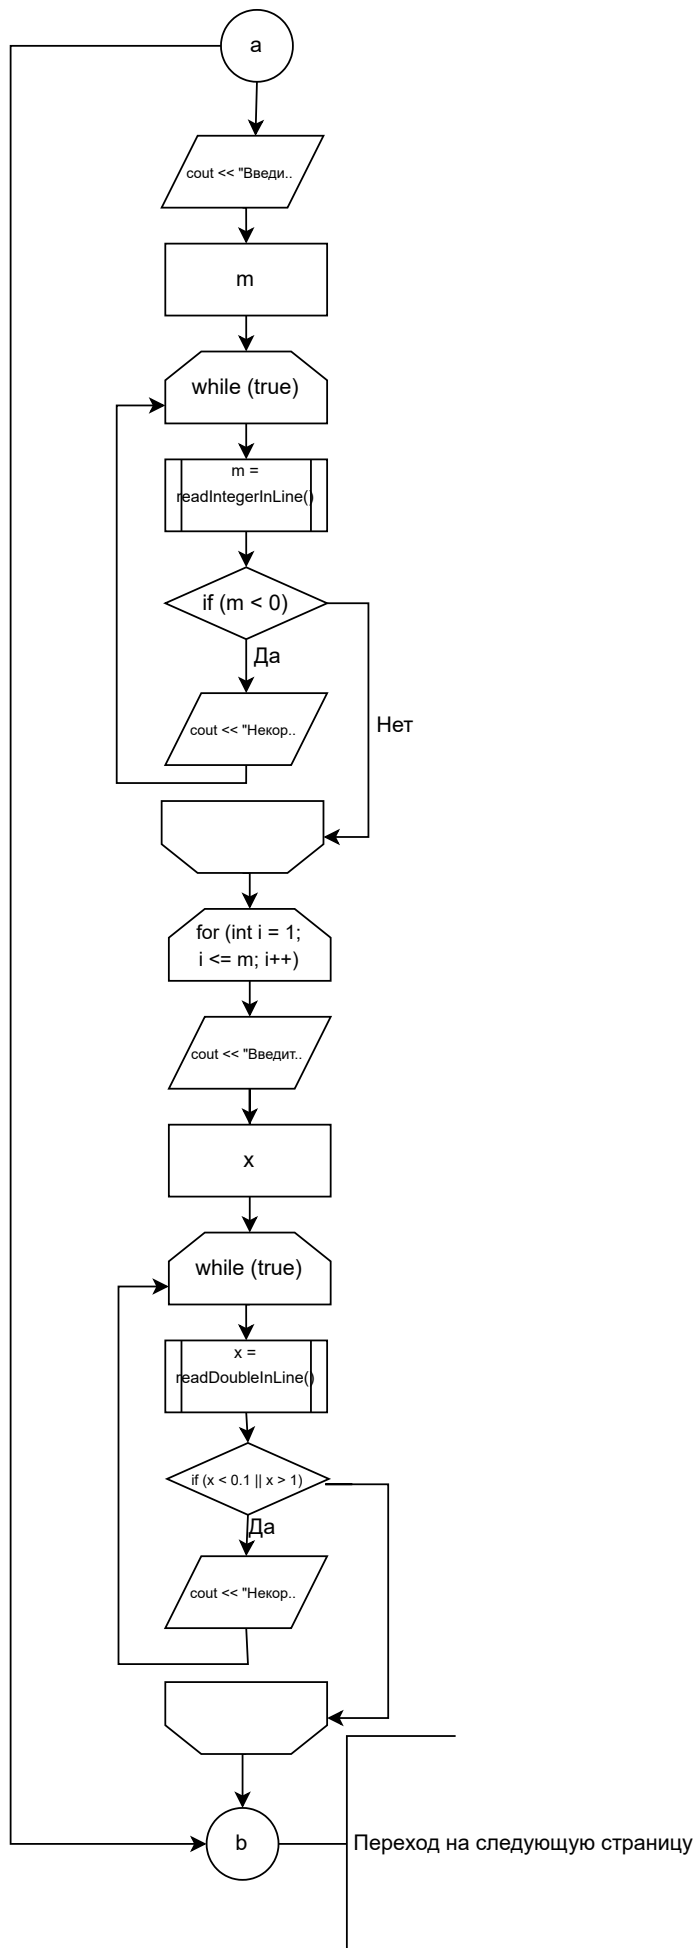 a
cout << "Введи..
m
while (true)
m =
readIntegerInLine()
if (m < 0)
Да
cout << "Некор..
Нет
for (int i = 1;
i <= m; i++)
cout << "Введит..
x
while (true)
x =
readDoubleInLine()
if (x < 0.1 || x > 1)
Да
cout << "Некор..
b
Переход на следующую страницу